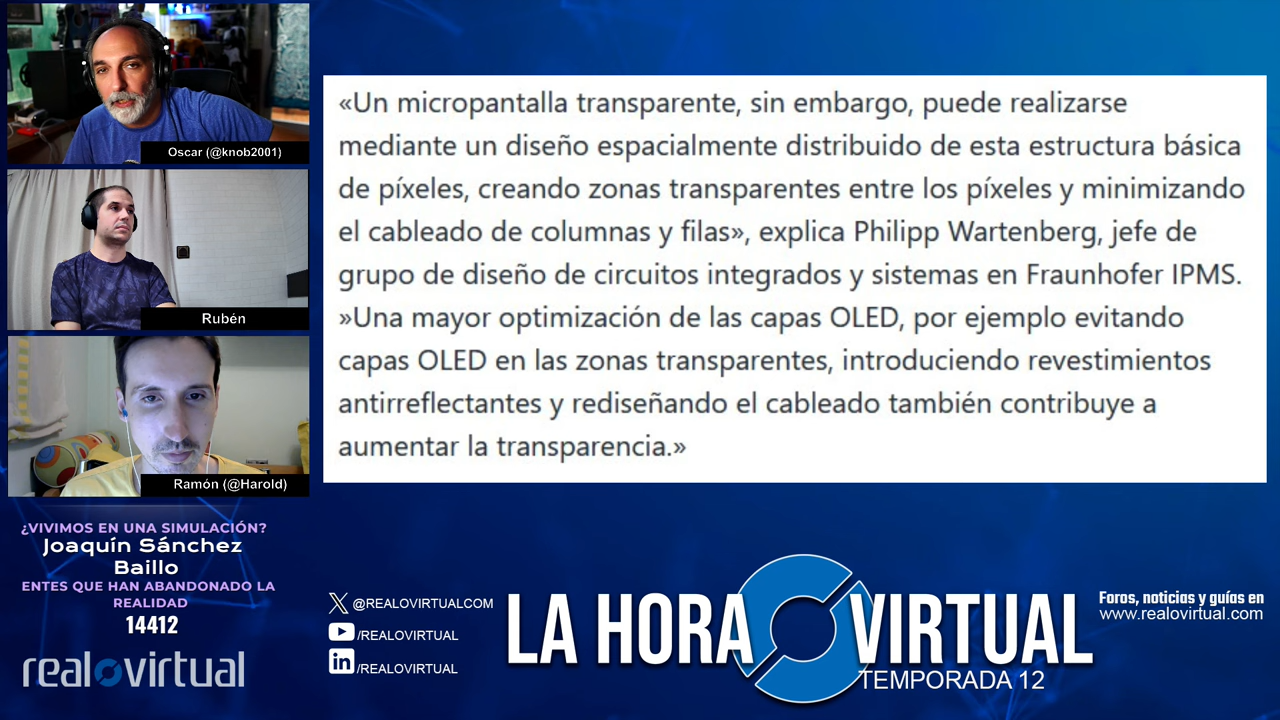 Oscar (@knob2001)
Rubén
Ramón (@Harold)
«Un micropantalla transparente, sin embargo, puede realizarse
mediante un diseño espacialmente distribuido de esta estructura básica
de píxeles, creando zonas transparentes entre los píxeles y minimizando
el cableado de columnas y filas», explica Philipp Wartenberg, jefe de
grupo de diseño de circuitos integrados y sistemas en Fraunhofer IPMS.
»Una mayor optimización de las capas OLED, por ejemplo evitando
capas OLED en las zonas transparentes, introduciendo revestimientos
antirreflectantes y rediseñando el cableado también contribuye a
aumentar la transparencia.»
¿VIVIMOS EN UNA SIMULACIÓN?
Joaquín Sánchez
Baillo
ENTES QUE HAN ABANDONADO LA
REALIDAD
14412
realovirtual
@REALOVIRTUALCOM
/REALOVIRTUAL
/REALOVIRTUAL
LA HORA VIRTUAL
TEMPORADA 12
Foros, noticias y guías en
www.realovirtual.com